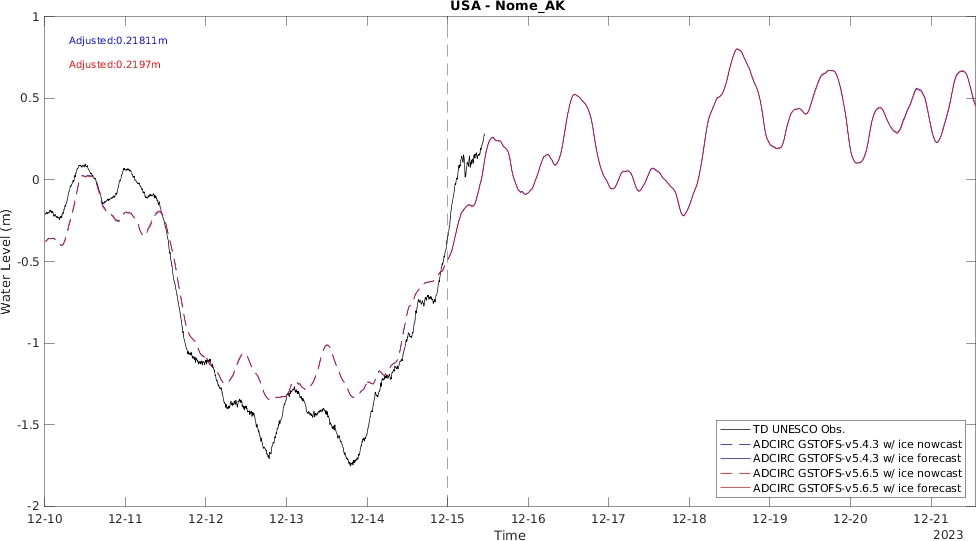 USA - Nome_AK
Adjusted:0.21811m
Adjusted:0.2197m
1
0.5
0
-0.5
-1
-1.5
-2
Water Level (m)
TD UNESCO Obs.
ADCIRC GSTOFS-v5.4.3 w/ ice nowcast
ADCIRC GSTOFS-v5.4.3 w/ ice forecast
ADCIRC GSTOFS-v5.6.5 w/ ice nowcast
ADCIRC GSTOFS-v5.6.5 w/ ice forecast
12-10 12-11 12-12 12-13 12-14 12-15 12-16 12-17 12-18 12-19 12-20 12-21
Time
2023